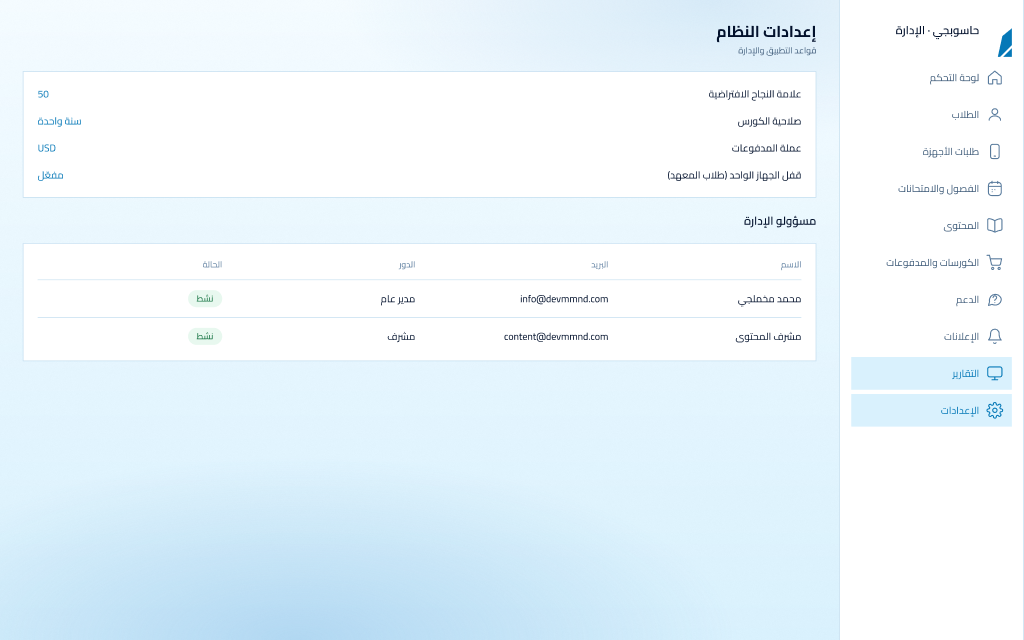 حاسوبجي · الإدارة
لوحة التحكم
الطلاب
طلبات الأجهزة
الفصول والامتحانات
المحتوى
الكورسات والمدفوعات
الدعم
الإعلانات
التقارير
الإعدادات
إعدادات النظام
قواعد التطبيق والإدارة
علامة النجاح الافتراضية 50
صلاحية الكورس سنة واحدة
عملة المدفوعات USD
قفل الجهاز الواحد (طلاب المعهد) مفعّل
مسؤولو الإدارة
الاسم البريد الدور الحالة
محمد مخملجي info@devmmnd.com مدير عام نشط
مشرف المحتوى content@devmmnd.com مشرف نشط